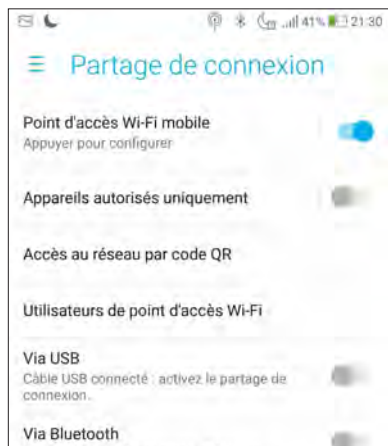 41% 21:30
Partage de connexion
Point d'accès Wi-Fi mobile
Appuyer pour configurer
Appareils autorisés uniquement
Accès au réseau par code QR
Utilisateurs de point d'accès Wi-Fi
Via USB
Câble USB connecté : activez le partage de
connexion.
Via Bluetooth